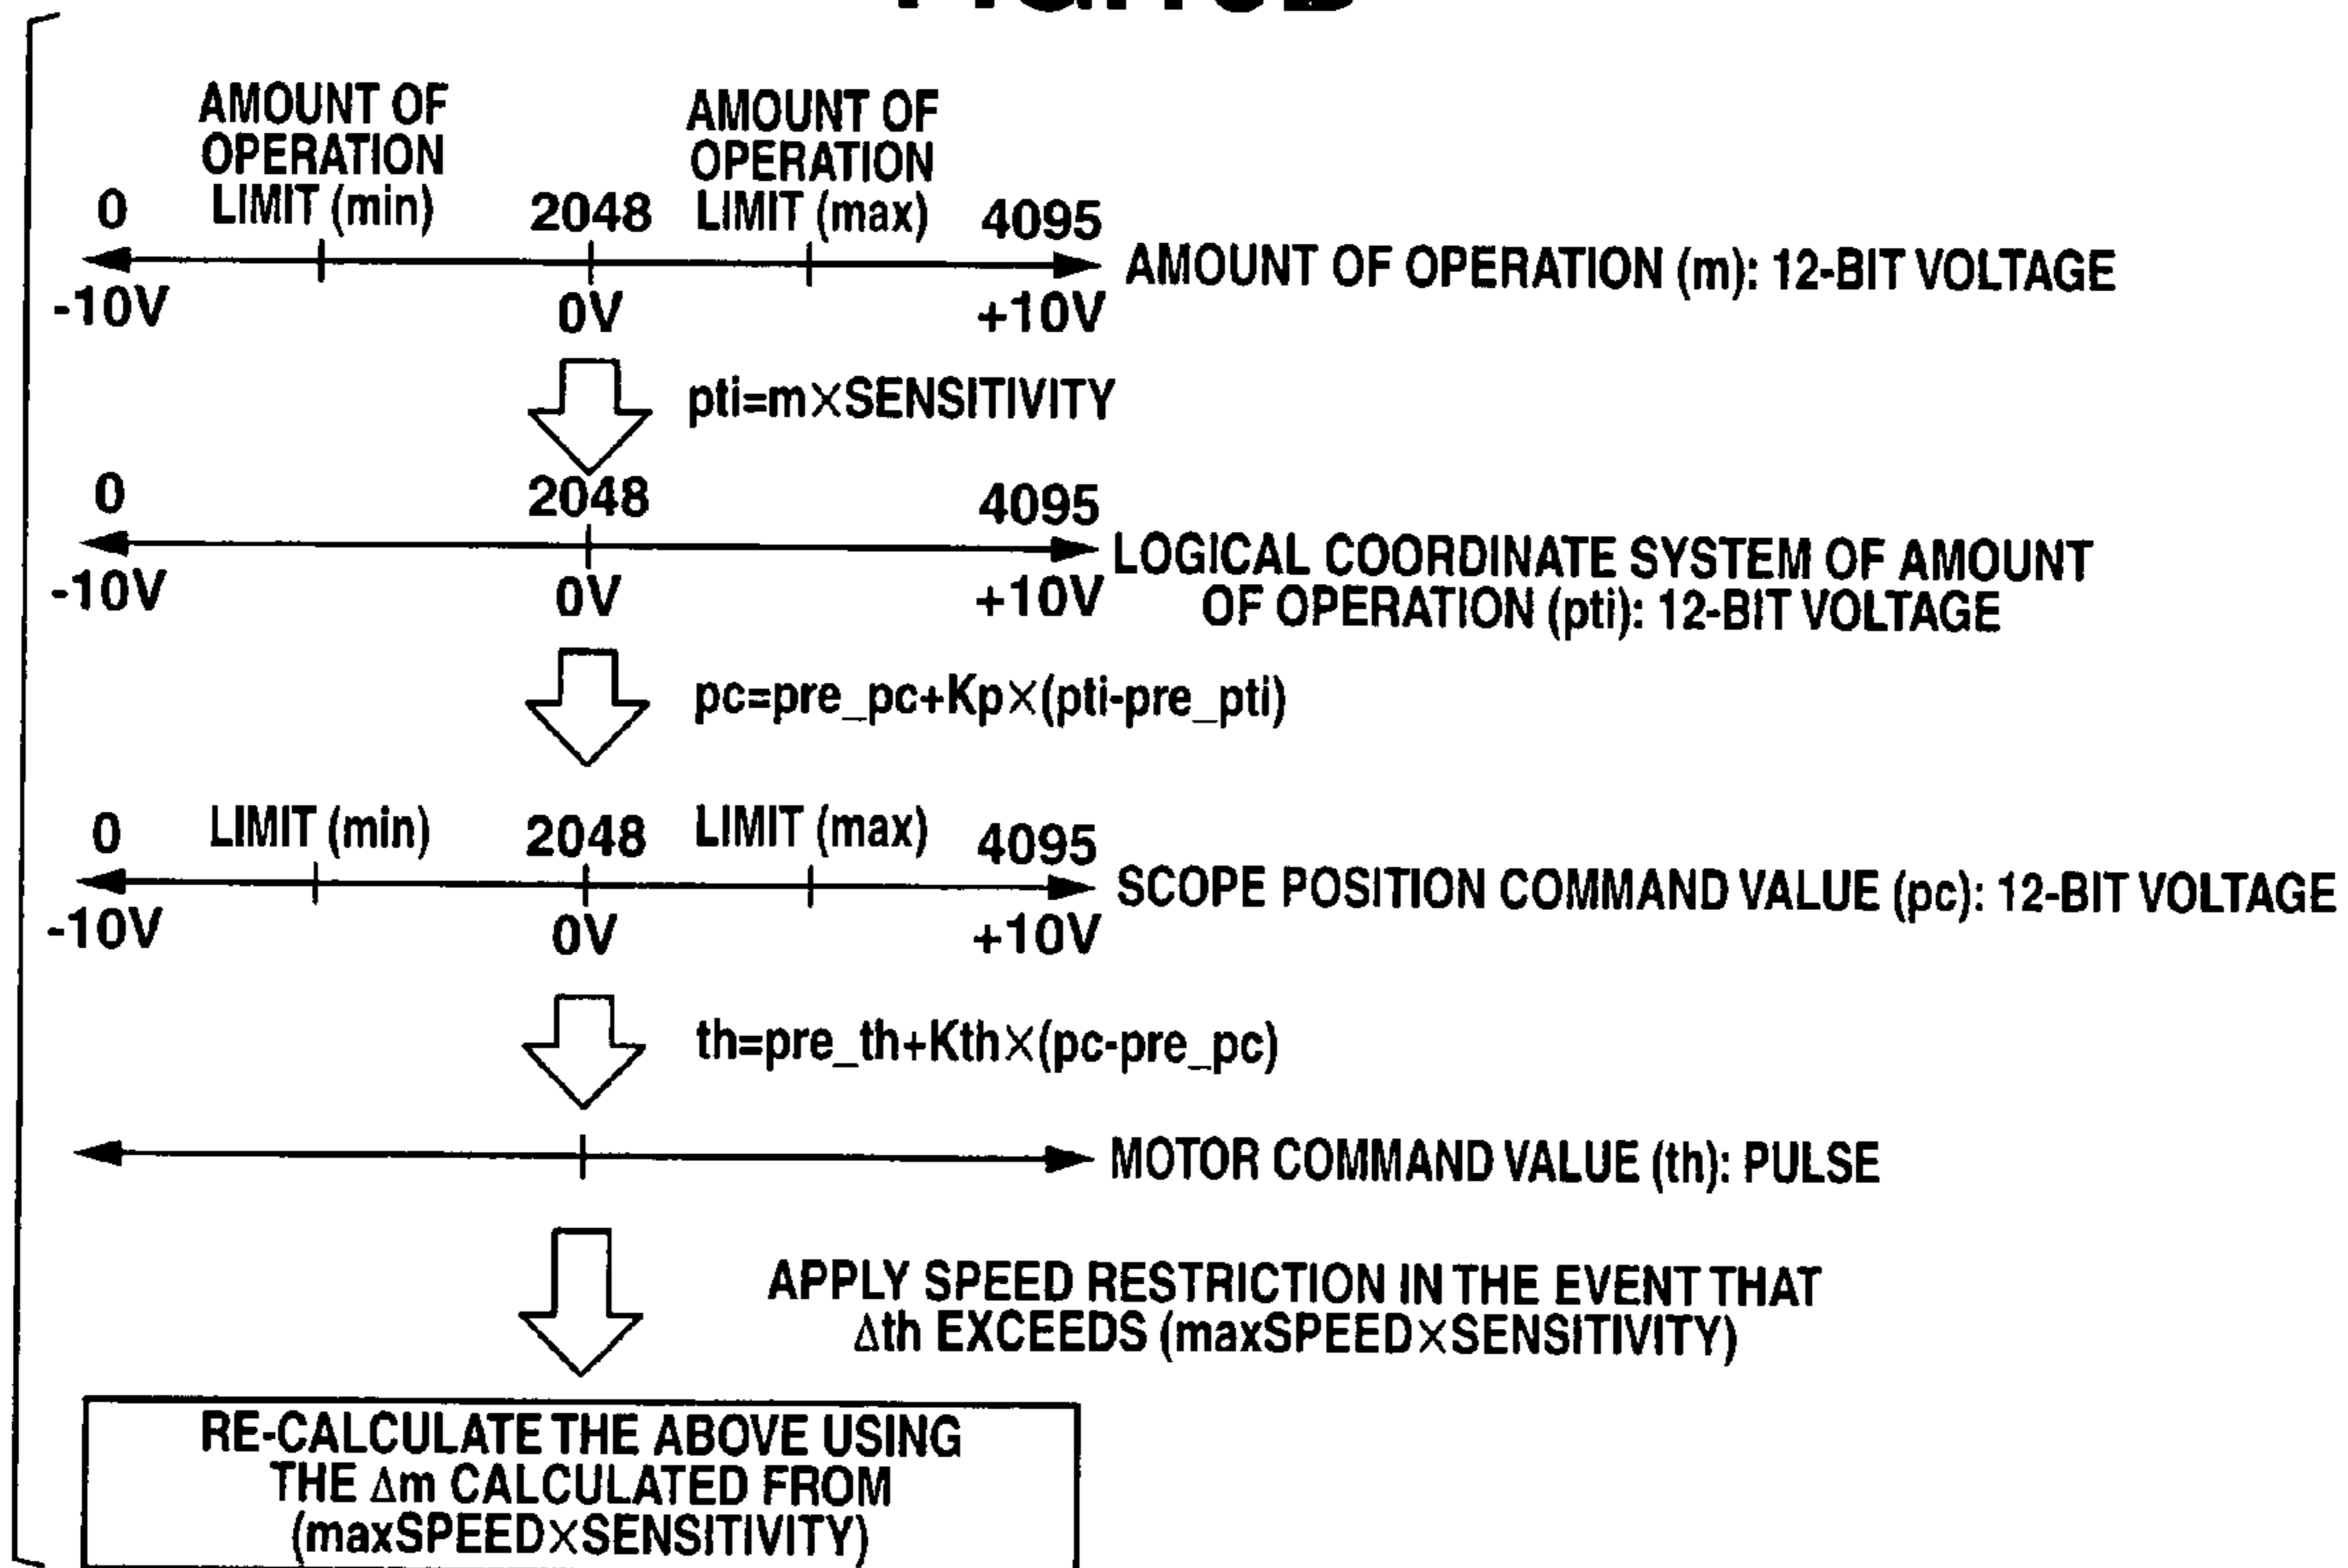 AMOUNT OF
OPERATION
LIMIT (min)
AMOUNT OF
OPERATION
LIMIT (max)
0
2048
4095
AMOUNT OF OPERATION (m): 12-BIT VOLTAGE
-10V
0V
+10V
pti=m×SENSITIVITY
0
2048
4095
LOGICAL COORDINATE SYSTEM OF AMOUNT
OF OPERATION (pti): 12-BIT VOLTAGE
-10V
0V
+10V
pc=pre_pc+Kp×(pti-pre_pti)
0
LIMIT (min)
2048
LIMIT (max)
4095
SCOPE POSITION COMMAND VALUE (pc): 12-BIT VOLTAGE
-10V
0V
+10V
th=pre_th+Kth×(pc-pre_pc)
MOTOR COMMAND VALUE (th): PULSE
APPLY SPEED RESTRICTION IN THE EVENT THAT
Δth EXCEEDS (maxSPEED×SENSITIVITY)
RE-CALCULATE THE ABOVE USING
THE Δm CALCULATED FROM
(maxSPEED×SENSITIVITY)